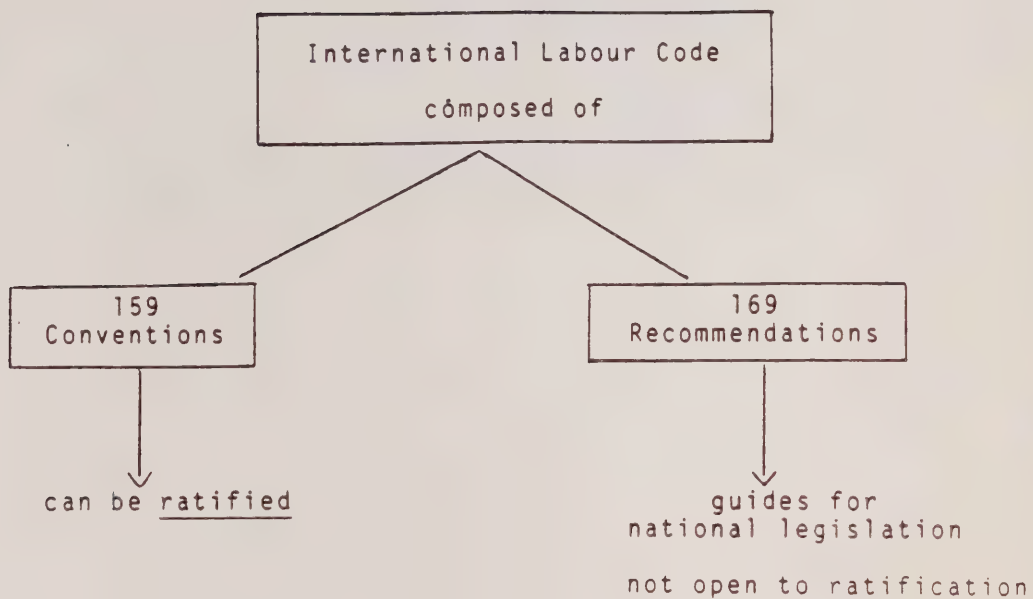 International Labour Code
composed of
159
Conventions
169
Recommendations
can be ratified
guides for
national legislation
not open to ratification